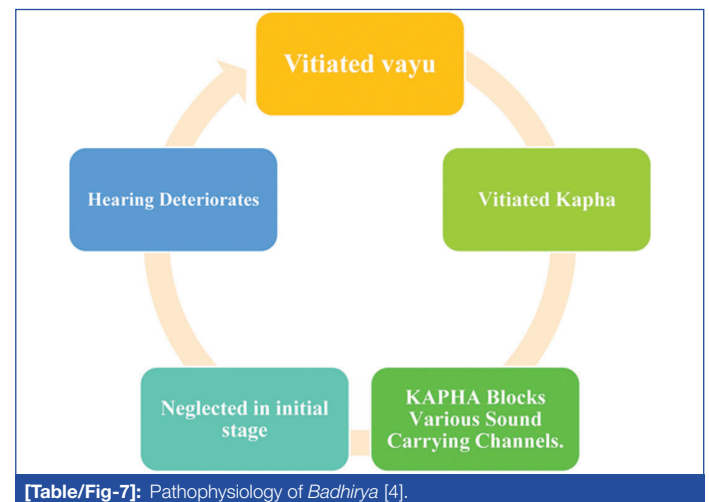 Vitiated vayu
Vitiated Kapha
KAPHA Blocks
Various Sound
Carrying Channels.
Neglected in initial
stage
Hearing Deteriorates
[Table/Fig-7]: Pathophysiology of Badhirya [4].